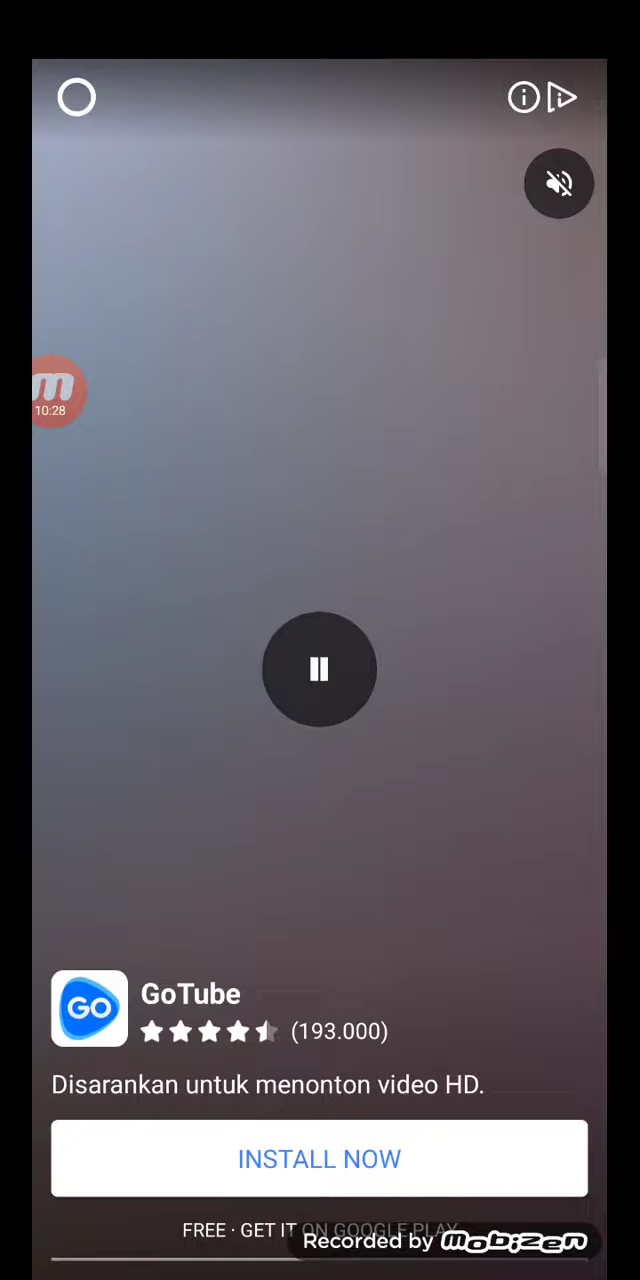 m
10:28
GO
GoTube
(193.000)
Disarankan untuk menonton video HD.
INSTALL NOW
FREE · GET IT ON GOOGLE PLAY
Recorded by mobizen